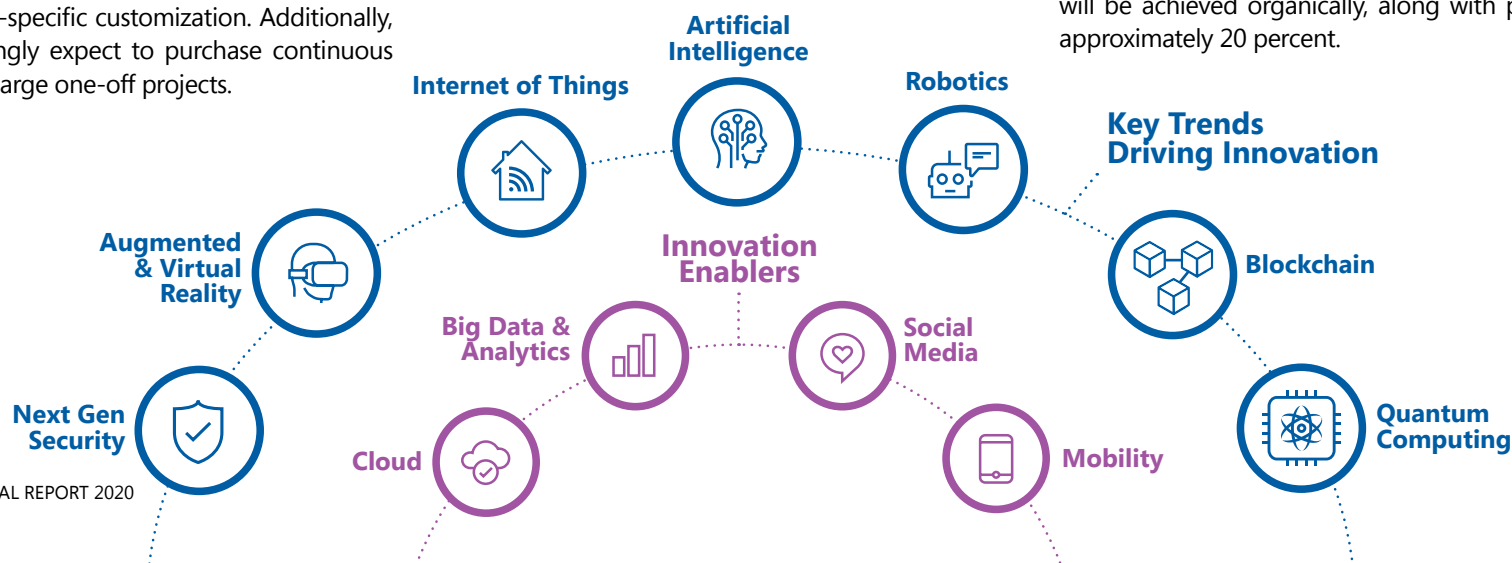 -specific customization. Additionally,
ngly expect to purchase continuous
arge one-off projects.
will be achieved organically, along with p
approximately 20 percent.
Artificial
Intelligence
Internet of Things
Robotics
Key Trends
Driving Innovation
Augmented
& Virtual
Reality
Innovation
Enablers
Blockchain
Big Data &
Analytics
Social
Media
Next Gen
Security
Cloud
Mobility
Quantum
Computing
AL REPORT 2020